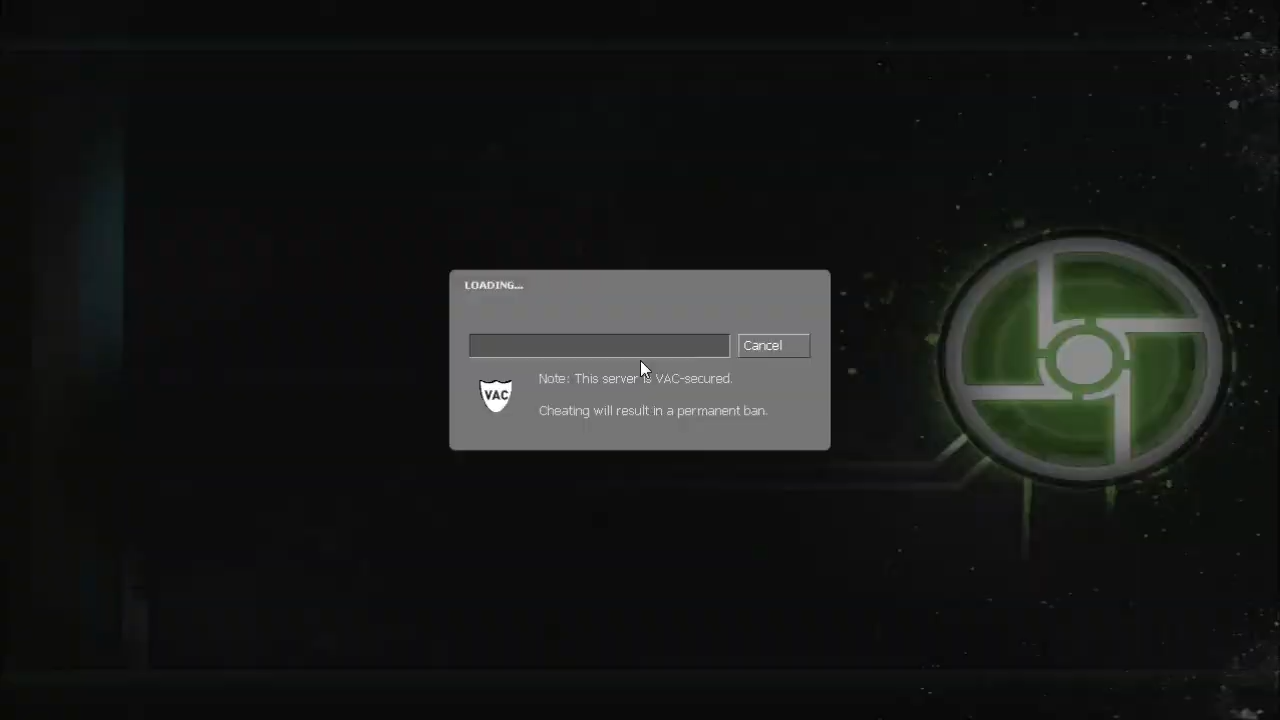 LOADING...
Cancel
Note: This server is VAC-secured.
VAC
Cheating will result in a permanent ban.